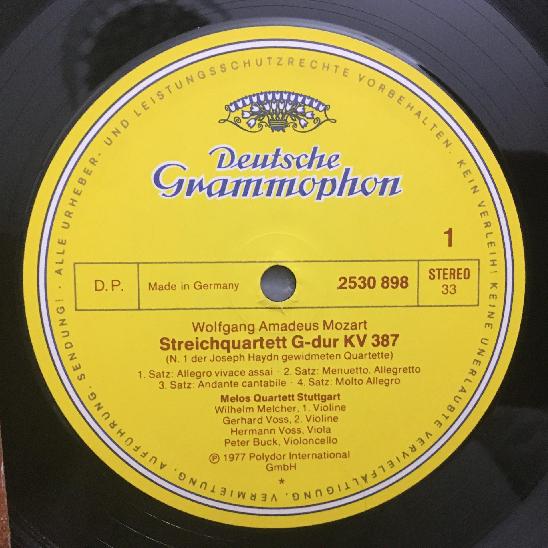 ALLE URHEBER- UND LEISTUNGSSCHUTZRECHTE VORBEHALTEN. KEIN VERLEIH! KEINE UNERLAUBTE VERVIELFÄLTIGUNG, VERMIETUNG, AUFFÜHRUNG, SENDUNG!
Deutsche
Grammophon
1
D.P.
Made in Germany
2530 898
STEREO
33
Wolfgang Amadeus Mozart
Streichquartett G-dur KV 387
(N. 1 der Joseph Haydn gewidmeten Quartette)
1. Satz: Allegro vivace assai · 2. Satz: Menuetto, Allegretto
3. Satz: Andante cantabile · 4. Satz: Molto Allegro
Melos Quartett Stuttgart
Wilhelm Melcher, 1. Violine
Gerhard Voss, 2. Violine
Hermann Voss, Viola
Peter Buck, Violoncello
℗ 1977 Polydor International
GmbH
*